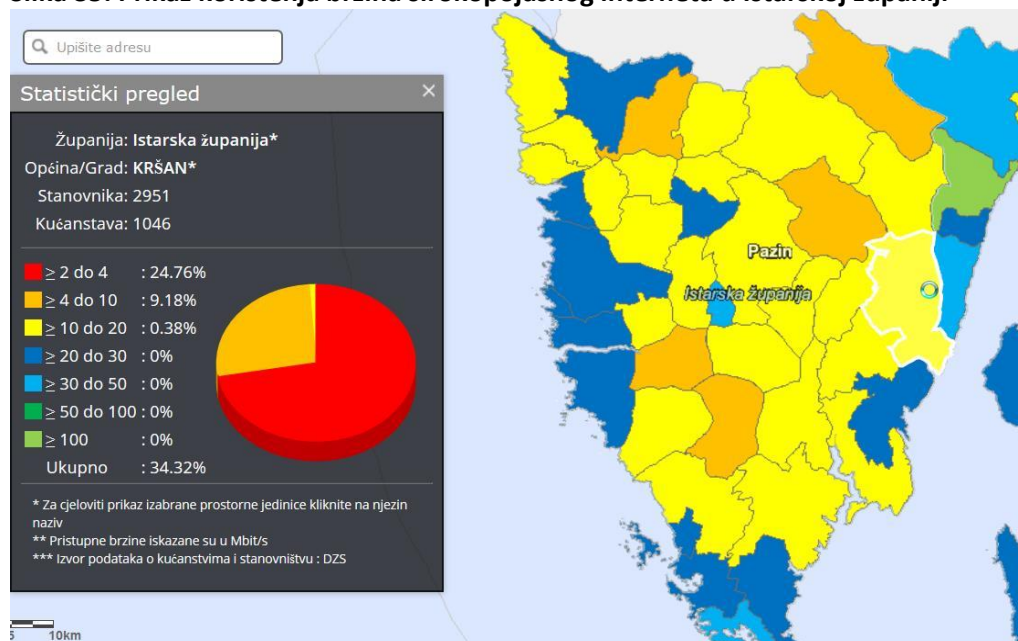 Upišite adresu
Statistički pregled
Županija: Istarska županija*
Općina/Grad: KRŠAN*
Stanovnika: 2951
Kućanstava: 1046
≥ 2 do 4 : 24.76%
≥ 4 do 10 : 9.18%
≥ 10 do 20 : 0.38%
≥ 20 do 30 : 0%
≥ 30 do 50 : 0%
≥ 50 do 100 : 0%
≥ 100 : 0%
Ukupno : 34.32%
* Za cjeloviti prikaz izabrane prostorne jedinice kliknite na njezin
naziv
** Pristupne brzine iskazane su u Mbit/s
*** Izvor podataka o kućanstvima i stanovništvu : DZS
Pazin
Istarska županija
10km